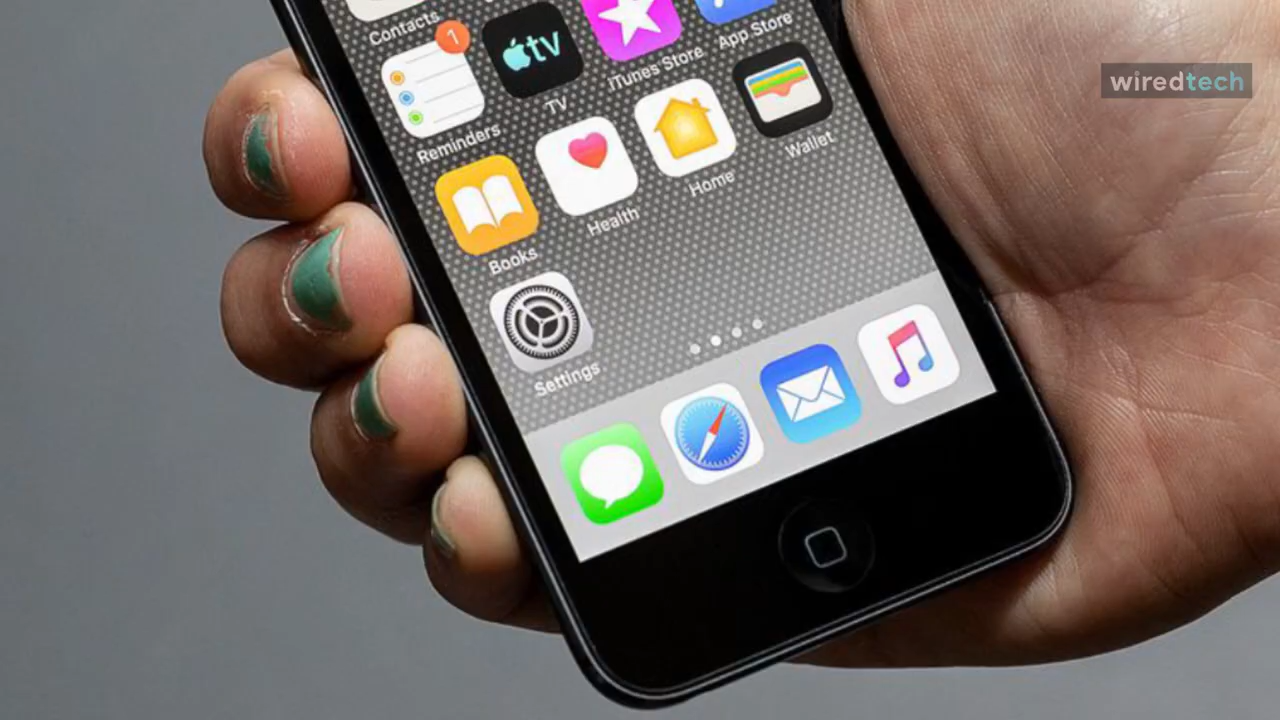 Contacts
1
tv
iTunes Store
App Store
Reminders
TV
Wallet
Home
Health
Books
Settings
wiredtech